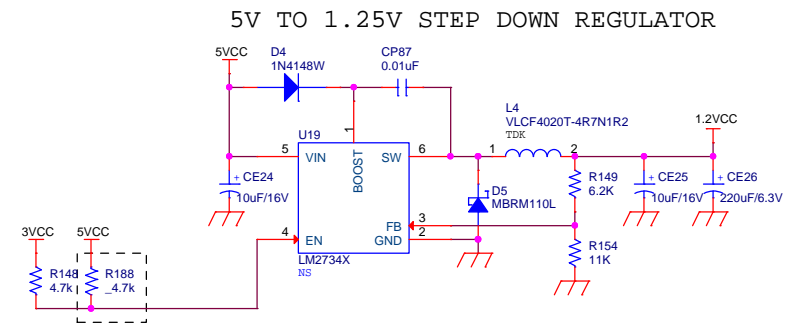 5V TO 1.25V STEP DOWN REGULATOR
5VCC
D4
1N4148W
CP87
0.01uF
L4
VLCF4020T-4R7N1R2
TDK
1.2VCC
U19
1
5
VIN
BOOST
SW
6
1
2
+
CE24
10uF/16V
D5
MBRM110L
R149
6.2K
+
CE25
10uF/16V
+
CE26
220uF/6.3V
FB
3
GND
2
4
EN
LM2734X
NS
R154
11K
3VCC
5VCC
R148
4.7k
R188
_4.7k